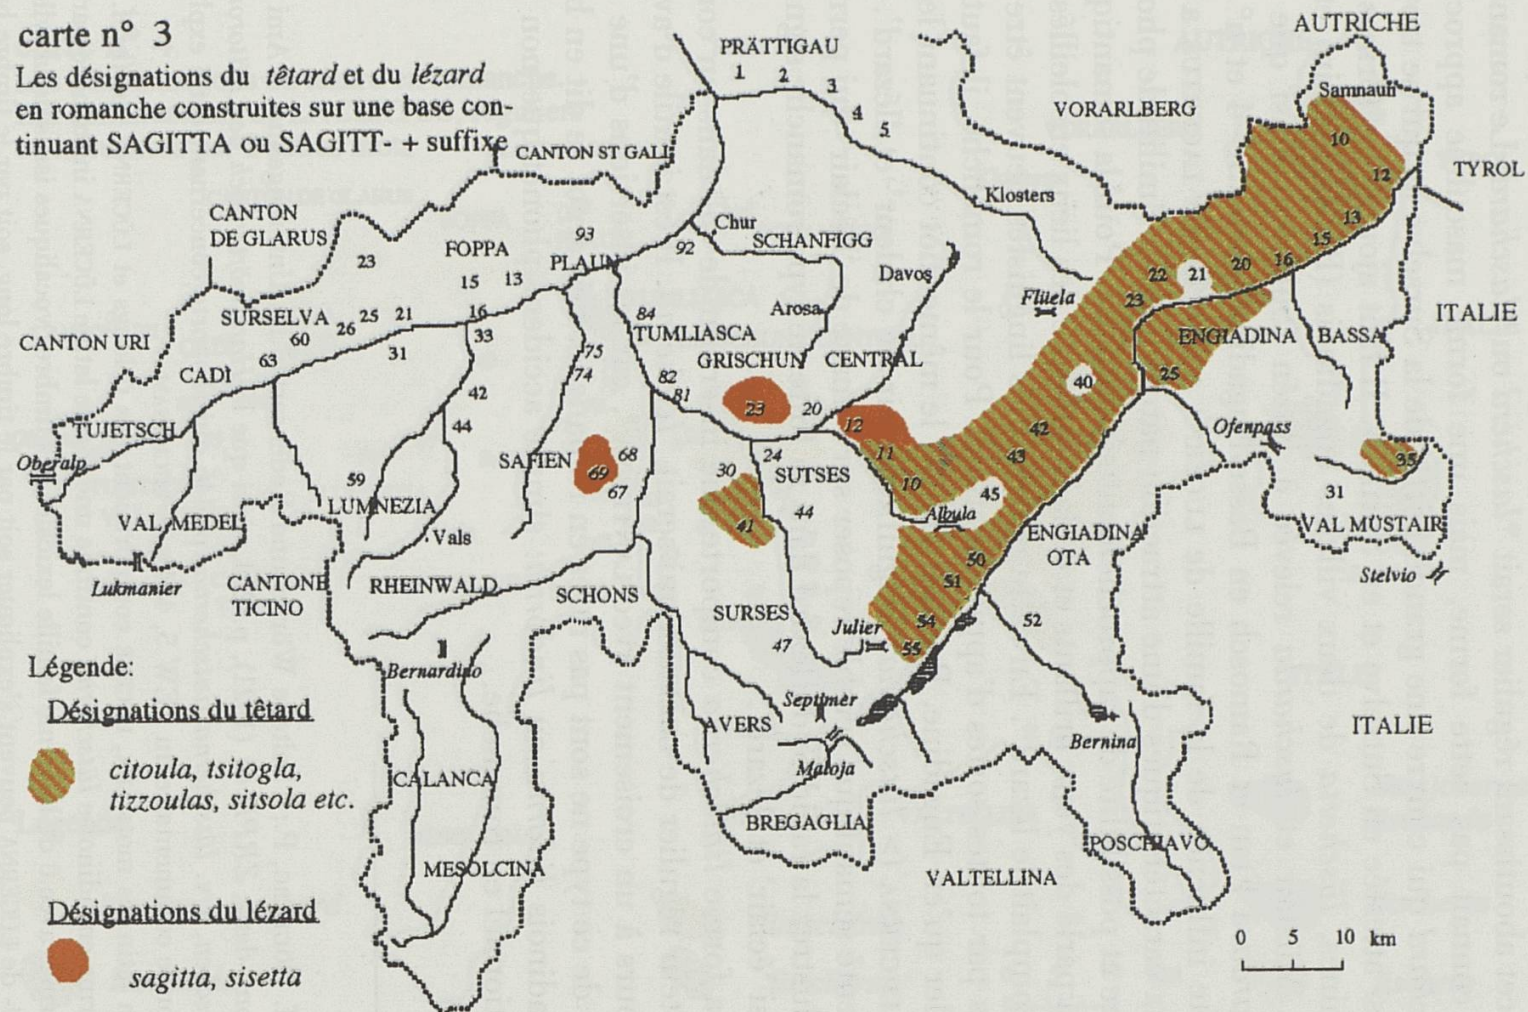 carte n° 3
Les désignations du têtard et du lézard
en romanche construites sur une base con-
tinuant SAGITTA ou SAGITT- + suffixe
AUTRICHE
PRÄTTIGAU
1 2 3
4 5
VORARLBERG
Samnauh
10
12
TYROL
CANTON ST GALL
Klosters
CANTON
DE GLARUS
Chur
SCHANFIGG
FOPPA
93
92
PLAUN
23
15 13
13
15
16
20
21
22
23
Davos
Flüela
Arosa
ITALIE
SURSELVA
16
21
25
26
33
31
60
63
84
TUMLIASCA
GRISCHUN CENTRAL
ENGIADINA BASSA
CANTON URI
CADI
75
74
82
81
25
40
42
44
23
20
12
42
43
TUJETSCH
Ofenpass
Oberalp
SAFIEN
68
69
67
30
24
SUTSES
11
10
45
35
31
59
LUMNEZIA
VAL MEDEL
41
44
Albula
VAL MÜSTAIR
Vals
ENGIADINA
OTA
Lukmanier
CANTONE
TICINO
RHEINWALD
SCHONS
SURSES
50
51
52
54
55
Stelvio
Julier
47
Légende:
Bernardino
Septimer
Désignations du têtard
AVERS
ITALIE
Bernina
citoula, tsitogla,
tizzoulas, sitsola etc.
CALANCA
Maloja
BREGAGLIA
POSCHIAVO
MESOLCINA
VALTELLINA
Désignations du lézard
sagitta, sisetta
0 5 10 km